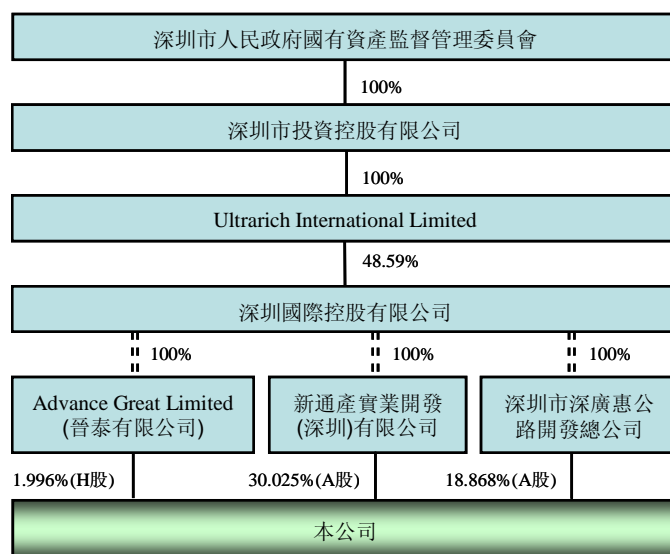 深圳市人民政府國有資產監督管理委員會
100%
深圳市投資控股有限公司
100%
Ultrarich International Limited
48.59%
深圳國際控股有限公司
100%
100%
100%
Advance Great Limited
(晉泰有限公司)
新通產實業開發
(深圳)有限公司
深圳市深廣惠公
路開發總公司
1.996%(H股)
30.025%(A股)
18.868%(A股)
本公司